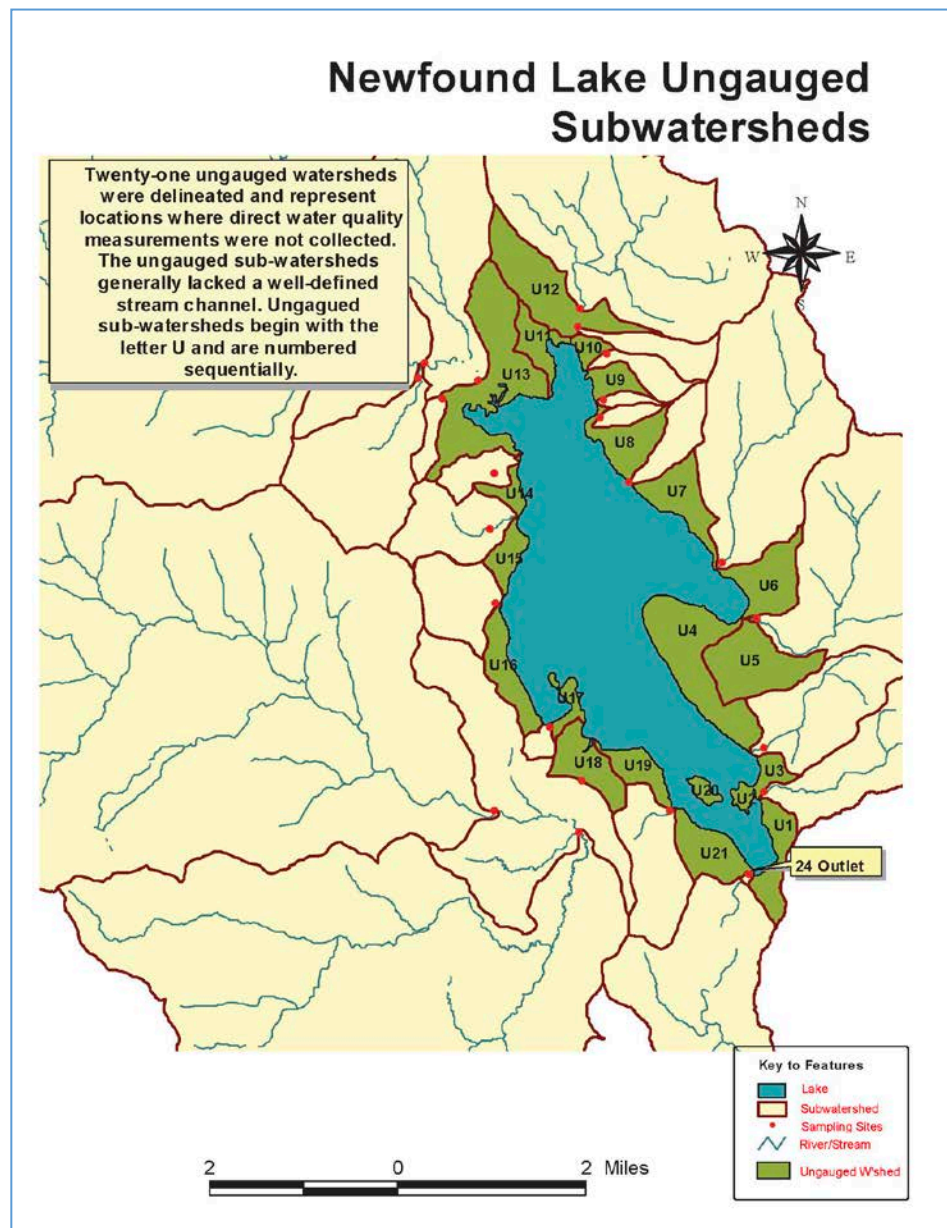 Newfound Lake Ungauged
Subwatersheds
Twenty-one ungauged watersheds
were delineated and represent
locations where direct water quality
measurements were not collected.
The ungauged sub-watersheds
generally lacked a well-defined
stream channel. Ungagued
sub-watersheds begin with the
letter U and are numbered
sequentially.
N
W
E
S
U12
U11
U10
U13
U9
U8
U14
U7
U15
U6
U4
U5
U16
U17
U18
U19
U3
U20
U2
U1
U21
24 Outlet
Key to Features
Lake
Subwatershed
Sampling Sites
River/Stream
Ungauged W'shed
2
0
2 Miles